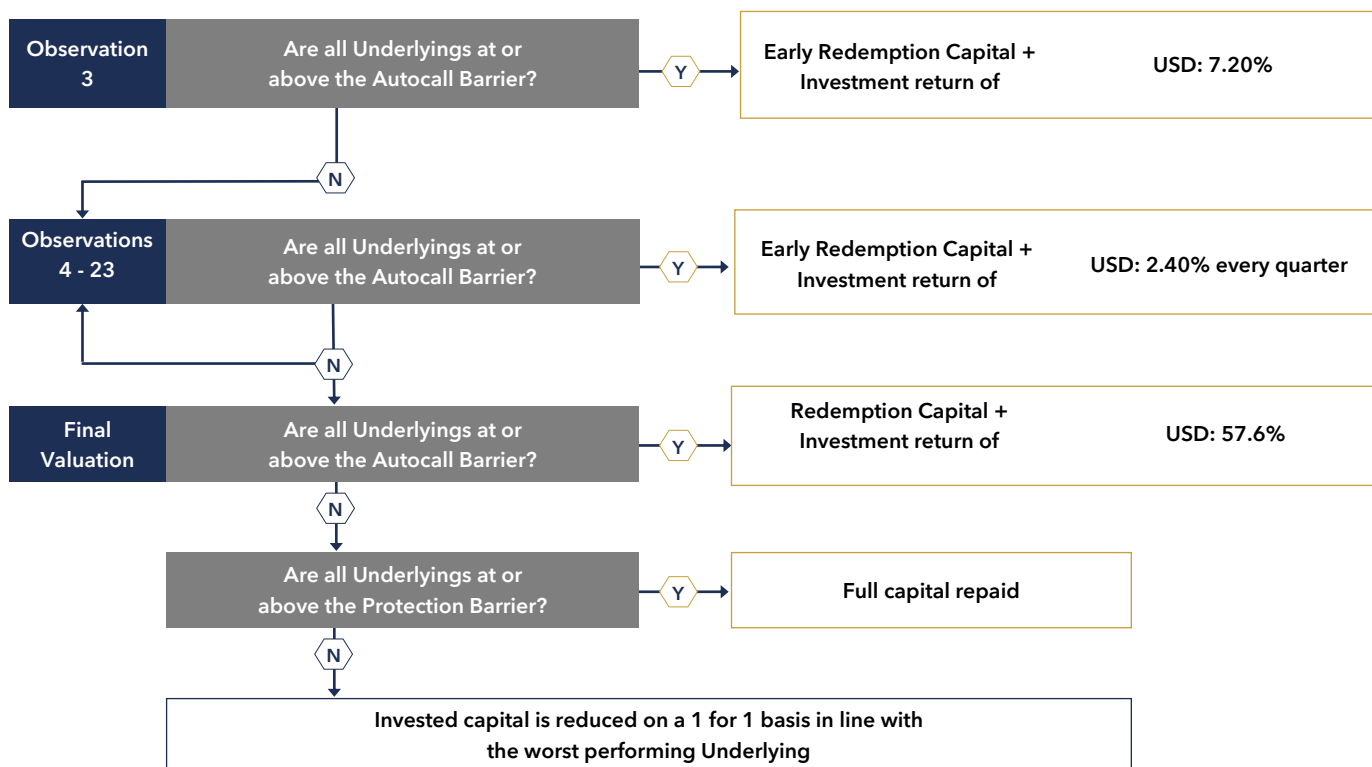 Observation
3
Are all Underlyings at or
above the Autocall Barrier?
Y
Early Redemption Capital +
Investment return of
USD: 7.20%
N
Observations
4 - 23
Are all Underlyings at or
above the Autocall Barrier?
Y
Early Redemption Capital +
Investment return of
USD: 2.40% every quarter
N
Final
Valuation
Are all Underlyings at or
above the Autocall Barrier?
Y
Redemption Capital +
Investment return of
USD: 57.6%
N
Are all Underlyings at or
above the Protection Barrier?
Y
Full capital repaid
N
Invested capital is reduced on a 1 for 1 basis in line with
the worst performing Underlying